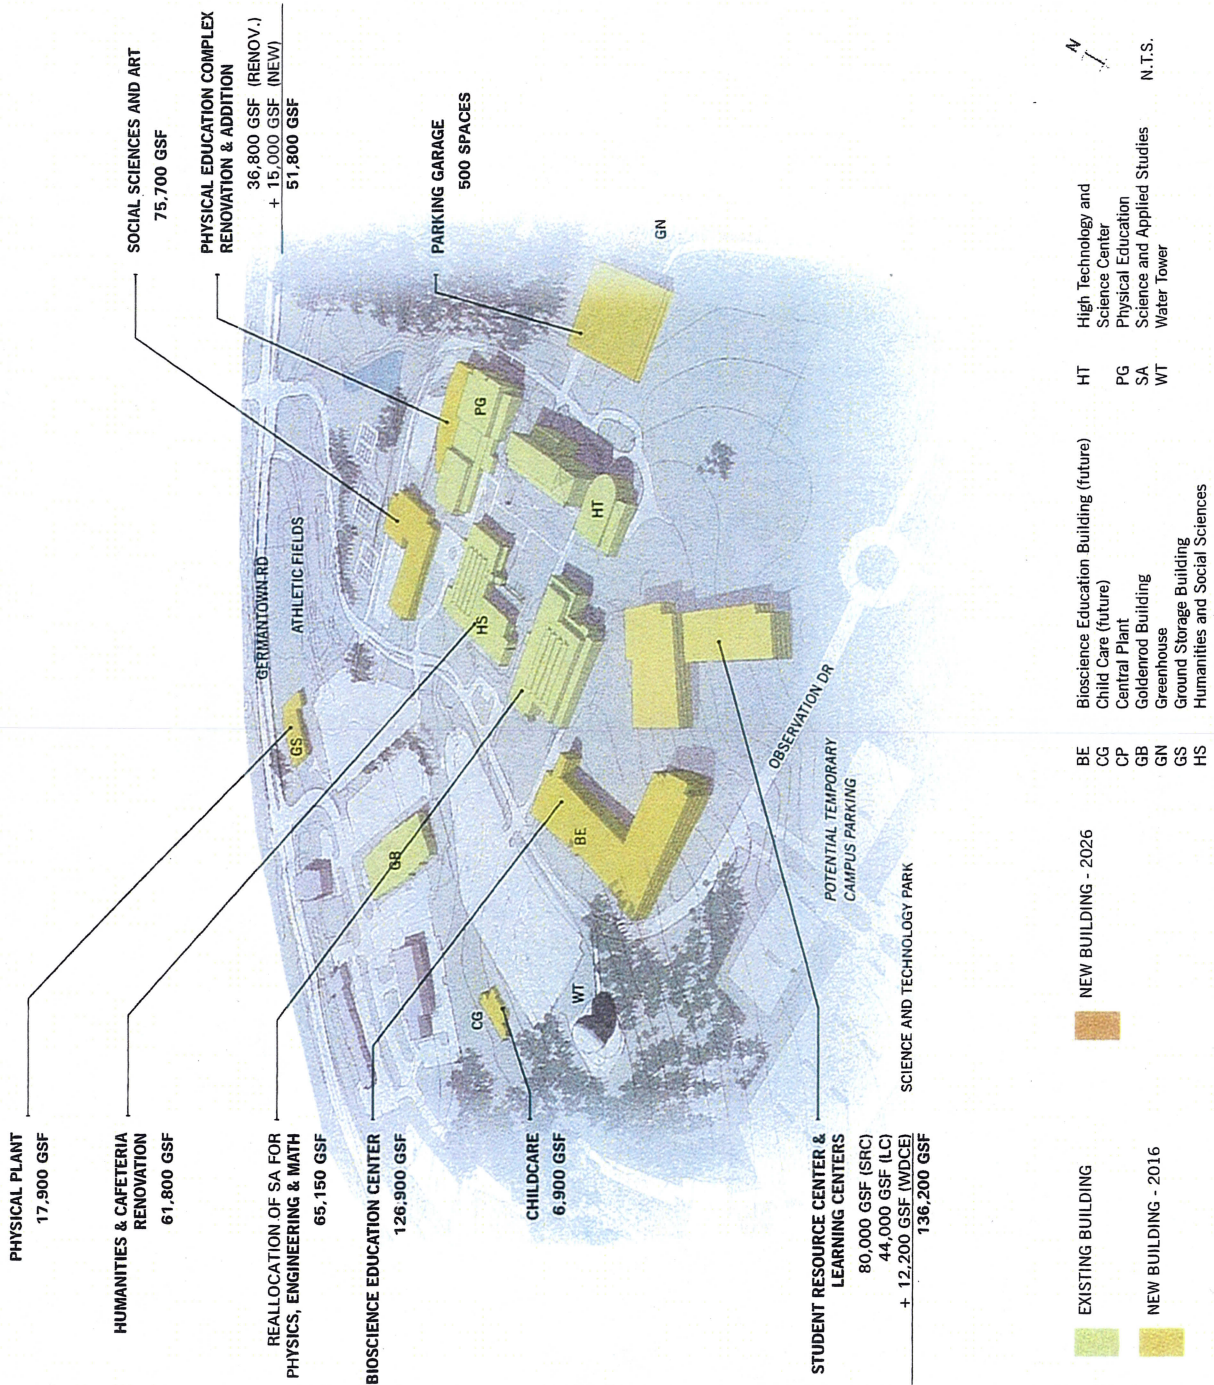 PHYSICAL PLANT
17,900 GSF
HUMANITIES & CAFETERIA
RENOVATION
61,800 GSF
REALLOCATION OF SA FOR
PHYSICS, ENGINEERING & MATH
65,150 GSF
BIOSCIENCE EDUCATION CENTER
126,900 GSF
CHILDCARE
6,900 GSF
STUDENT RESOURCE CENTER &
LEARNING CENTERS
80,000 GSF (SRC)
44,000 GSF (LC)
+ 12,200 GSF (WDCE)
136,200 GSF
SOCIAL SCIENCES AND ART
75,700 GSF
PHYSICAL EDUCATION COMPLEX
RENOVATION & ADDITION
36,800 GSF (RENOV.)
+ 15,000 GSF (NEW)
51,800 GSF
PARKING GARAGE
500 SPACES
GERMANTOWN RD
ATHLETIC FIELDS
GS
GB
CG
WT
BE
HS
PG
HT
GN
OBSERVATION DR
POTENTIAL TEMPORARY
CAMPUS PARKING
SCIENCE AND TECHNOLOGY PARK
EXISTING BUILDING
NEW BUILDING - 2016
NEW BUILDING - 2026
BE Bioscience Education Building (future)
CG Child Care (future)
CP Central Plant
GB Goldenrod Building
GN Greenhouse
GS Ground Storage Building
HS Humanities and Social Sciences
HT High Technology and
Science Center
PG Physical Education
SA Science and Applied Studies
WT Water Tower
N
N.T.S.